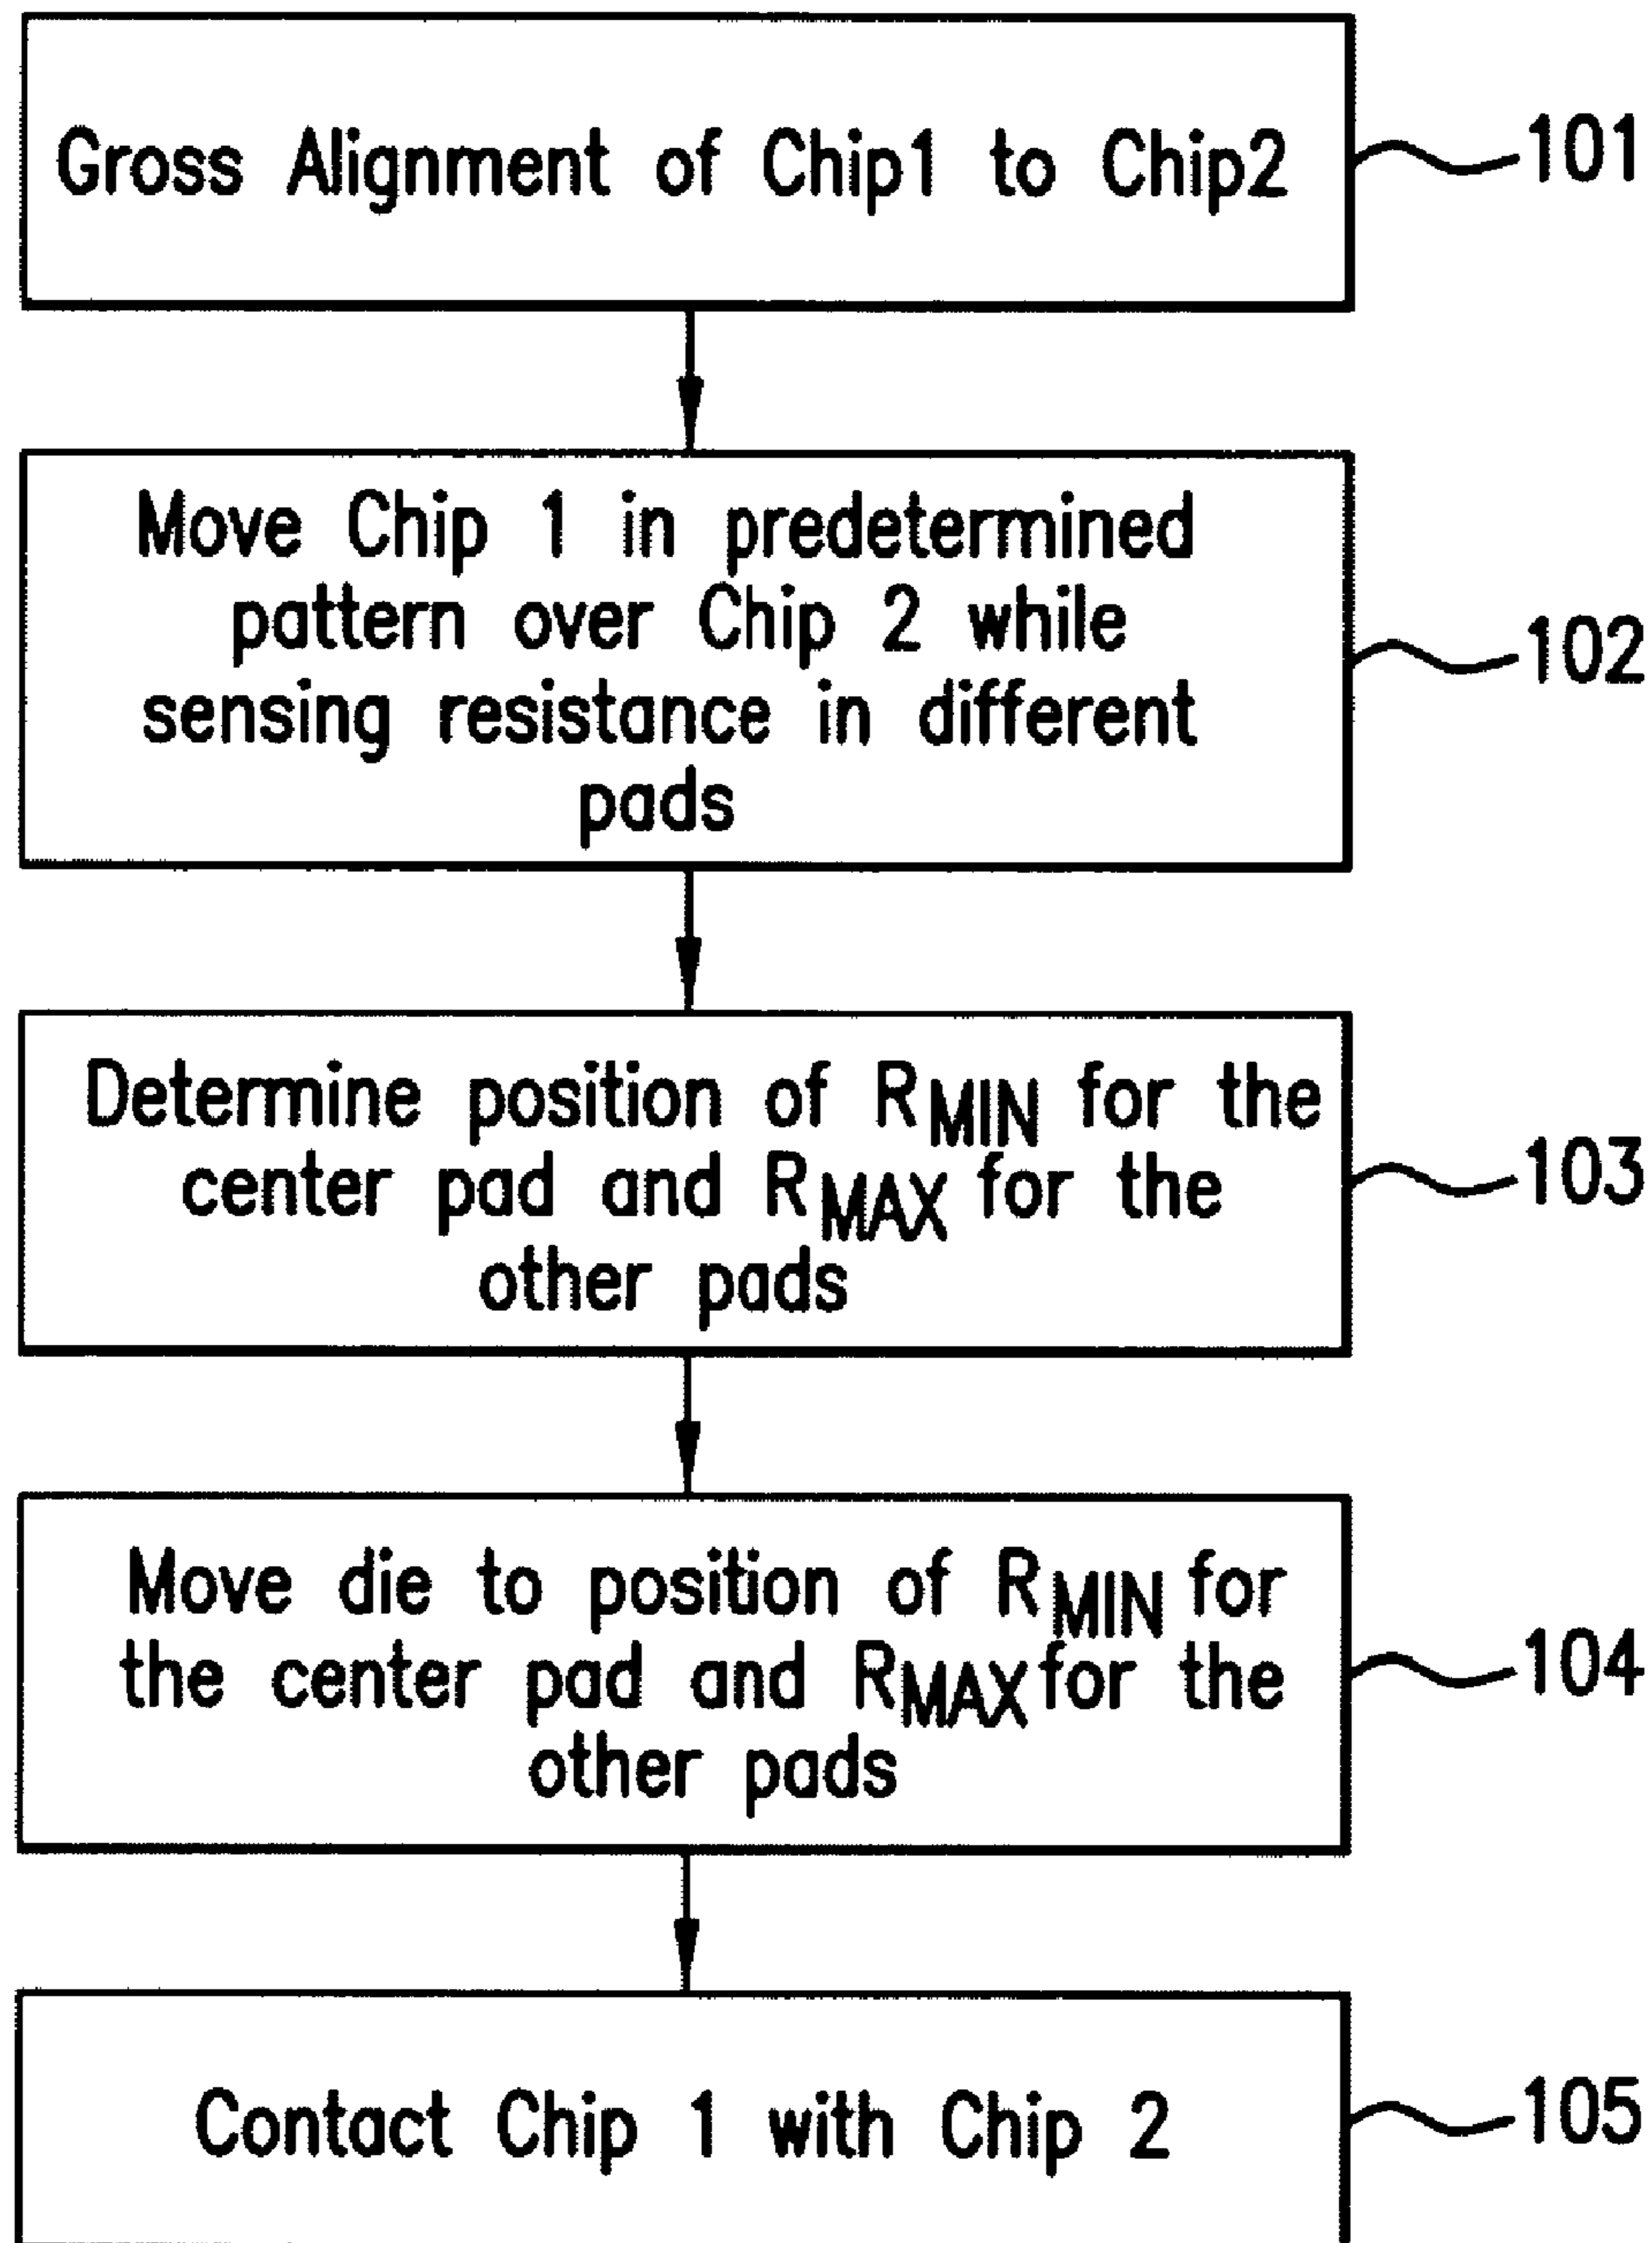 Gross Alignment of Chip1 to Chip2
101
Move Chip 1 in predetermined
pattern over Chip 2 while
sensing resistance in different
pads
102
Determine position of RMIN for the
center pad and RMAX for the
other pads
103
Move die to position of RMIN for
the center pad and RMAX for the
other pads
104
Contact Chip 1 with Chip 2
105